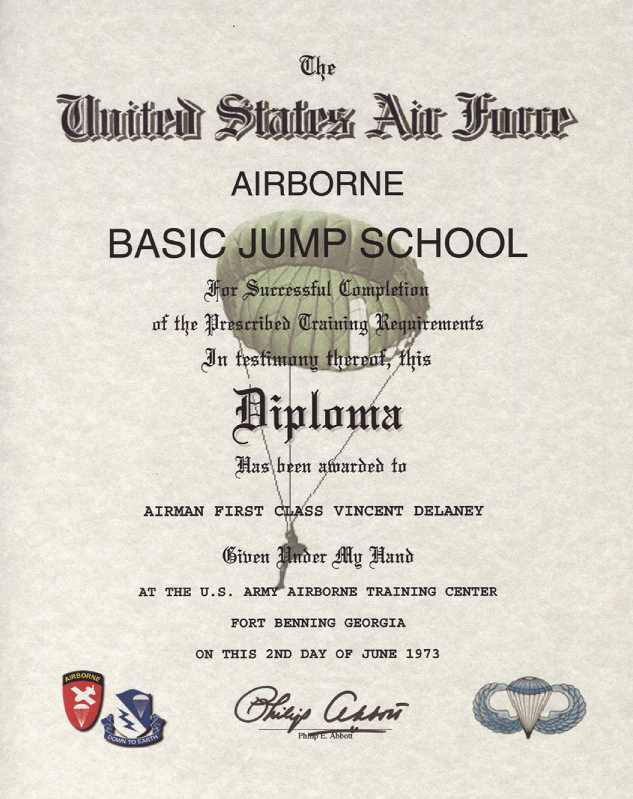 The
United States Air Force
AIRBORNE
BASIC JUMP SCHOOL
For Successful Completion
of the Prescribed Training Requirements
In testimony thereof, this
Diploma
Has been awarded to
AIRMAN FIRST CLASS VINCENT DELANEY
Given Under My Hand
AT THE U.S. ARMY AIRBORNE TRAINING CENTER
FORT BENNING GEORGIA
ON THIS 2ND DAY OF JUNE 1973
AIRBORNE
DOWN TO EARTH
Philip Abbott
Philip E. Abbott